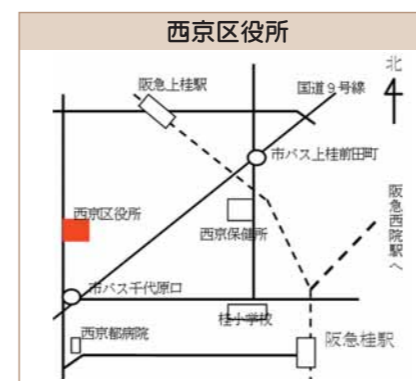 西京区役所
北
阪急上桂駅
国道9号線
市バス上桂前田町
阪急西院駅へ
西京区役所
西京保健所
市バス千代原口
桂小学校
西京都病院
阪急桂駅